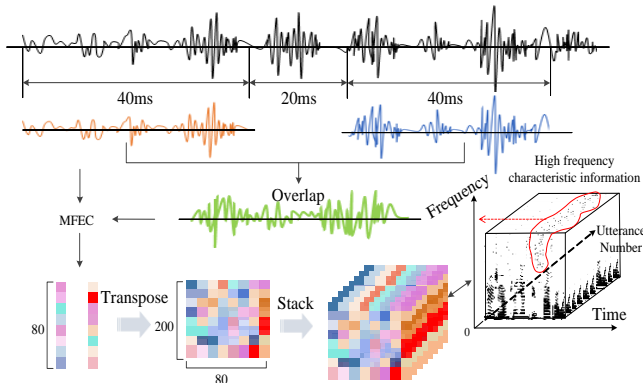 40ms
20ms
40ms
High frequency
characteristic information
Overlap
Frequency
MFEC
Utterance
Number
Transpose
Stack
80
200
80
0
Time